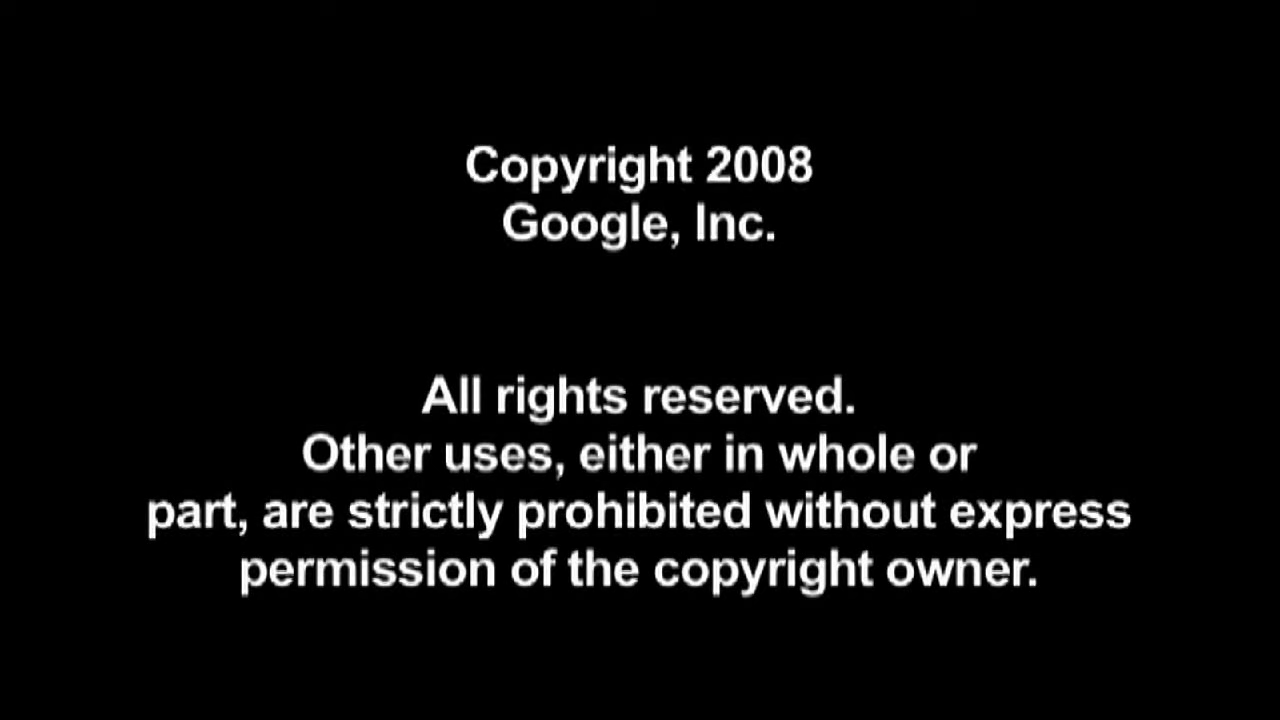 Copyright 2008
Google, Inc.
All rights reserved.
Other uses, either in whole or
part, are strictly prohibited without express
permission of the copyright owner.